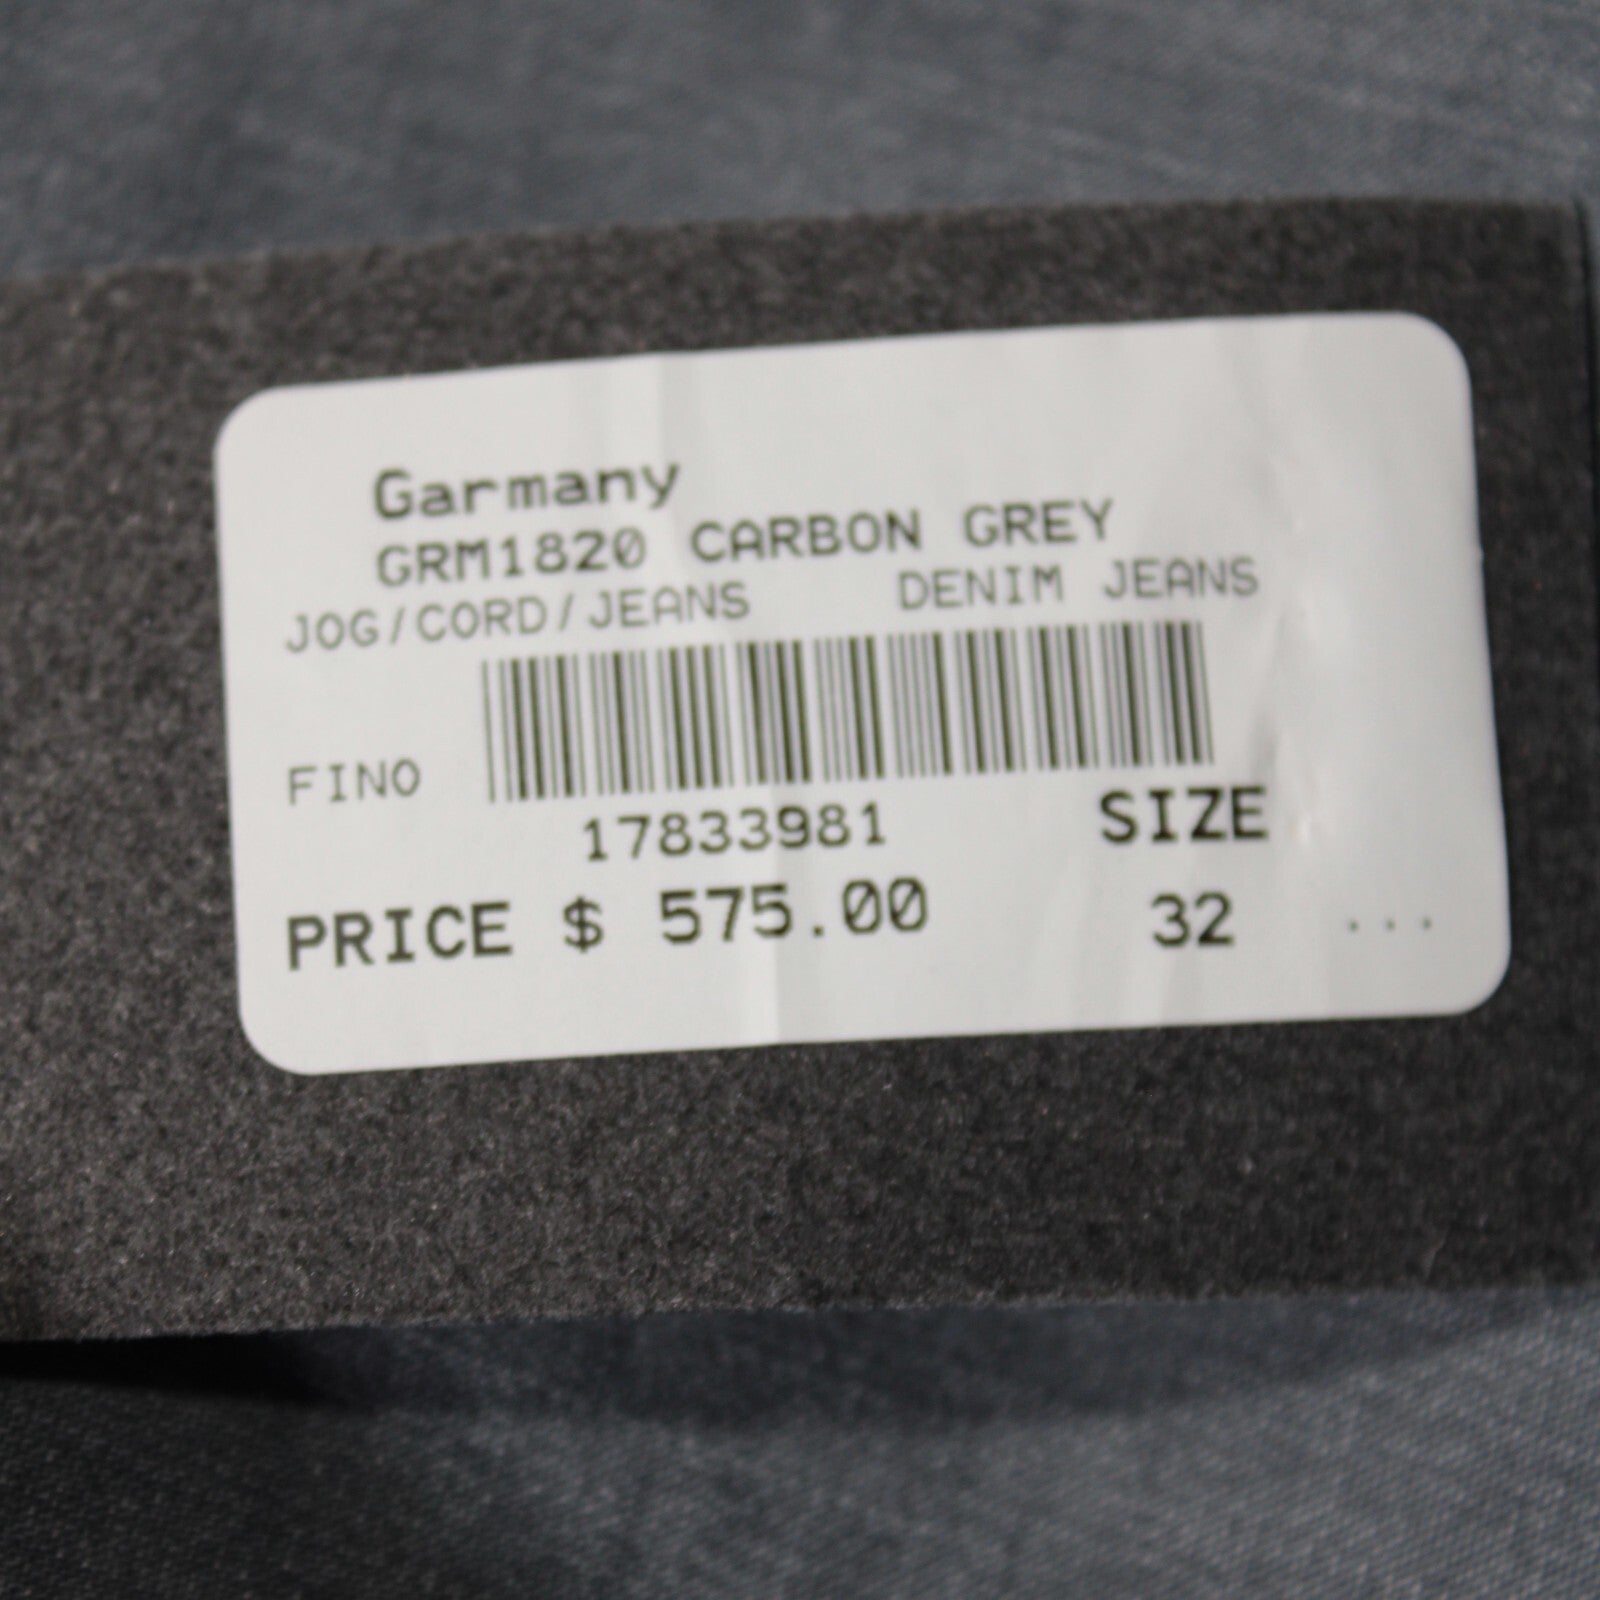 Garmany
GRM1820 CARBON GREY
JOG/CORD/JEANS DENIM JEANS
FINO
17833981 SIZE
PRICE $ 575.00 32 ...